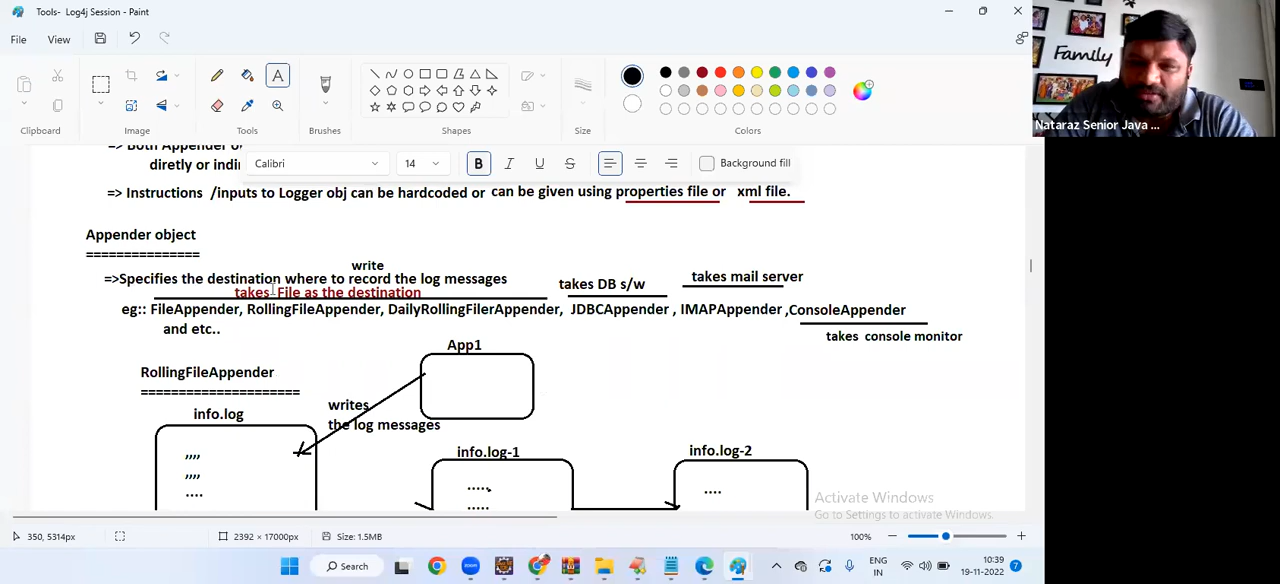 Tools- Log4j Session - Paint
File View
Clipboard Image Tools Brushes Shapes Size Colors
Calibri 14 B I U S Background fill
=> Both Appender o
diretly or indi
=> Instructions /inputs to Logger obj can be hardcoded or can be given using properties file or xml file.
Appender object
===============
write
=>Specifies the destination where to record the log messages
takes DB s/w
takes mail server
takes File as the destination
eg:: FileAppender, RollingFileAppender, DailyRollingFilerAppender, JDBCAppender , IMAPAppender ,ConsoleAppender
and etc..
takes console monitor
App1
RollingFileAppender
=====================
writes
the log messages
info.log
,,,,
,,,,
....
info.log-1
.....
.....
info.log-2
....
Activate Windows
Go to Settings to activate Windows.
350, 5314px 2392 × 17000px Size: 1.5MB 100%
Search
ENG
IN
10:39
19-11-2022
7
Family
Nataraz Senior Java ...